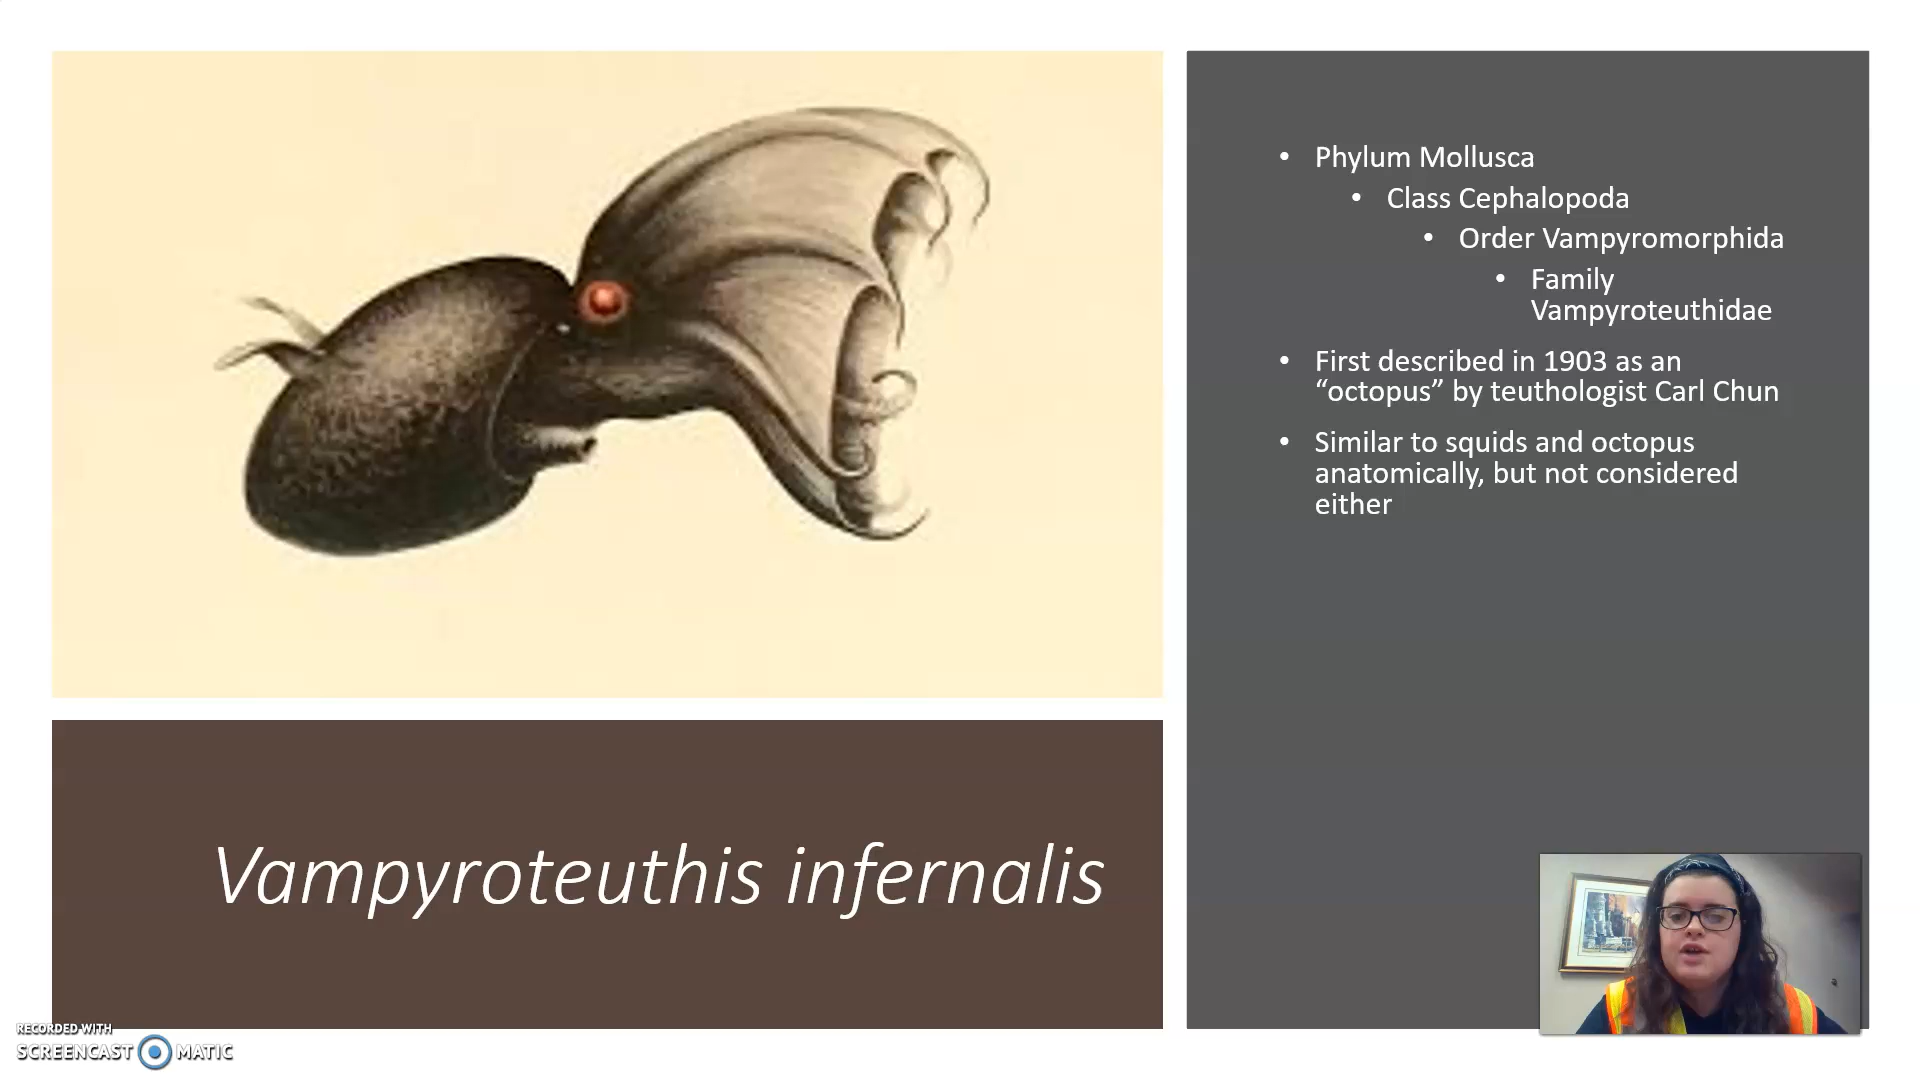 Phylum Mollusca
Class Cephalopoda
Order Vampyromorphida
Family
Vampyroteuthidae
First described in 1903 as an
“octopus” by teuthologist Carl Chun
Similar to squids and octopus
anatomically, but not considered
either
Vampyroteuthis infernalis
RECORDED WITH
SCREENCAST MATIC